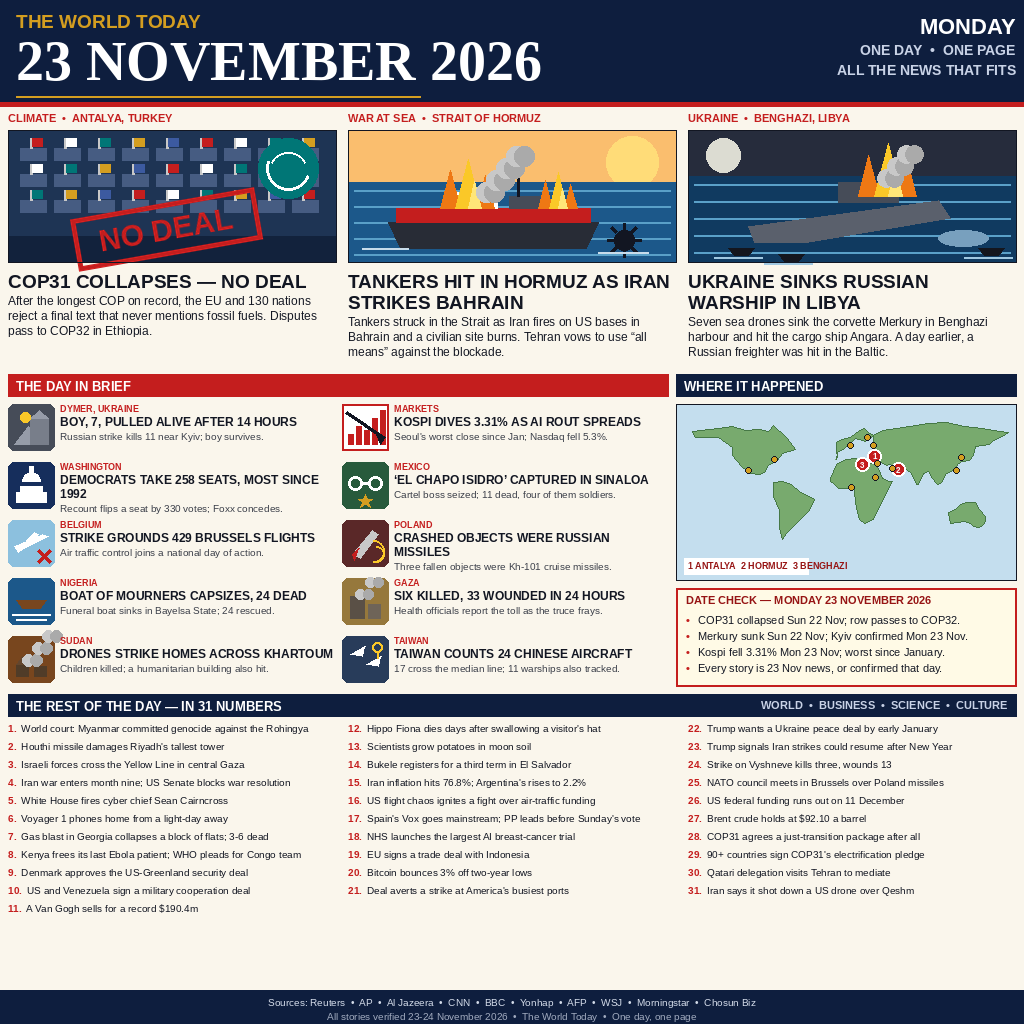 THE WORLD TODAY
23 NOVEMBER 2026
MONDAY
ONE DAY • ONE PAGE
ALL THE NEWS THAT FITS
CLIMATE • ANTALYA, TURKEY
NO DEAL
COP31 COLLAPSES — NO DEAL
After the longest COP on record, the EU and 130 nations
reject a final text that never mentions fossil fuels. Disputes
pass to COP32 in Ethiopia.
WAR AT SEA • STRAIT OF HORMUZ
TANKERS HIT IN HORMUZ AS IRAN
STRIKES BAHRAIN
Tankers struck in the Strait as Iran fires on US bases in
Bahrain and a civilian site burns. Tehran vows to use “all
means” against the blockade.
UKRAINE • BENGHAZI, LIBYA
UKRAINE SINKS RUSSIAN
WARSHIP IN LIBYA
Seven sea drones sink the corvette Merkury in Benghazi
harbour and hit the cargo ship Angara. A day earlier, a
Russian freighter was hit in the Baltic.
THE DAY IN BRIEF
DYMER, UKRAINE
BOY, 7, PULLED ALIVE AFTER 14 HOURS
Russian strike kills 11 near Kyiv; boy survives.
WASHINGTON
DEMOCRATS TAKE 258 SEATS, MOST SINCE
1992
Recount flips a seat by 330 votes; Foxx concedes.
BELGIUM
STRIKE GROUNDS 429 BRUSSELS FLIGHTS
Air traffic control joins a national day of action.
NIGERIA
BOAT OF MOURNERS CAPSIZES, 24 DEAD
Funeral boat sinks in Bayelsa State; 24 rescued.
SUDAN
DRONES STRIKE HOMES ACROSS KHARTOUM
Children killed; a humanitarian building also hit.
MARKETS
KOSPI DIVES 3.31% AS AI ROUT SPREADS
Seoul's worst close since Jan; Nasdaq fell 5.3%.
MEXICO
‘EL CHAPO ISIDRO’ CAPTURED IN SINALOA
Cartel boss seized; 11 dead, four of them soldiers.
POLAND
CRASHED OBJECTS WERE RUSSIAN
MISSILES
Three fallen objects were Kh-101 cruise missiles.
GAZA
SIX KILLED, 33 WOUNDED IN 24 HOURS
Health officials report the toll as the truce frays.
TAIWAN
TAIWAN COUNTS 24 CHINESE AIRCRAFT
17 cross the median line; 11 warships also tracked.
WHERE IT HAPPENED
1
2
3
1 ANTALYA 2 HORMUZ 3 BENGHAZI
DATE CHECK — MONDAY 23 NOVEMBER 2026
• COP31 collapsed Sun 22 Nov; row passes to COP32.
• Merkury sunk Sun 22 Nov; Kyiv confirmed Mon 23 Nov.
• Kospi fell 3.31% Mon 23 Nov; worst since January.
• Every story is 23 Nov news, or confirmed that day.
THE REST OF THE DAY — IN 31 NUMBERS
WORLD • BUSINESS • SCIENCE • CULTURE
1. World court: Myanmar committed genocide against the Rohingya
2. Houthi missile damages Riyadh's tallest tower
3. Israeli forces cross the Yellow Line in central Gaza
4. Iran war enters month nine; US Senate blocks war resolution
5. White House fires cyber chief Sean Cairncross
6. Voyager 1 phones home from a light-day away
7. Gas blast in Georgia collapses a block of flats; 3-6 dead
8. Kenya frees its last Ebola patient; WHO pleads for Congo team
9. Denmark approves the US-Greenland security deal
10. US and Venezuela sign a military cooperation deal
11. A Van Gogh sells for a record $190.4m
12. Hippo Fiona dies days after swallowing a visitor's hat
13. Scientists grow potatoes in moon soil
14. Bukele registers for a third term in El Salvador
15. Iran inflation hits 76.8%; Argentina's rises to 2.2%
16. US flight chaos ignites a fight over air-traffic funding
17. Spain's Vox goes mainstream; PP leads before Sunday's vote
18. NHS launches the largest AI breast-cancer trial
19. EU signs a trade deal with Indonesia
20. Bitcoin bounces 3% off two-year lows
21. Deal averts a strike at America's busiest ports
22. Trump wants a Ukraine peace deal by early January
23. Trump signals Iran strikes could resume after New Year
24. Strike on Vyshneve kills three, wounds 13
25. NATO council meets in Brussels over Poland missiles
26. US federal funding runs out on 11 December
27. Brent crude holds at $92.10 a barrel
28. COP31 agrees a just-transition package after all
29. 90+ countries sign COP31's electrification pledge
30. Qatari delegation visits Tehran to mediate
31. Iran says it shot down a US drone over Qeshm
Sources: Reuters • AP • Al Jazeera • CNN • BBC • Yonhap • AFP • WSJ • Morningstar • Chosun Biz
All stories verified 23-24 November 2026 • The World Today • One day, one page